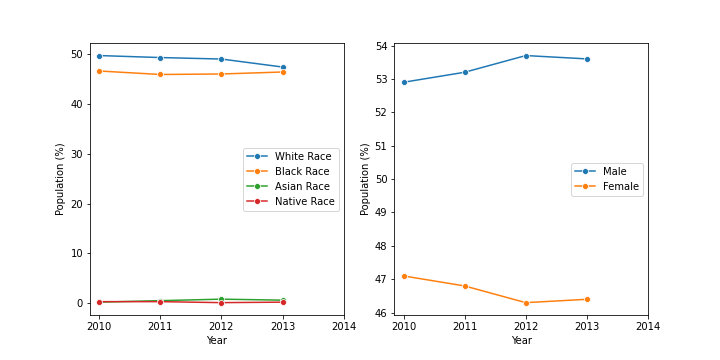 50
40
30
20
10
0
Population (%)
2010 2011 2012 2013 2014
Year
White Race
Black Race
Asian Race
Native Race
54
53
52
51
50
49
48
47
46
Population (%)
2010 2011 2012 2013 2014
Year
Male
Female